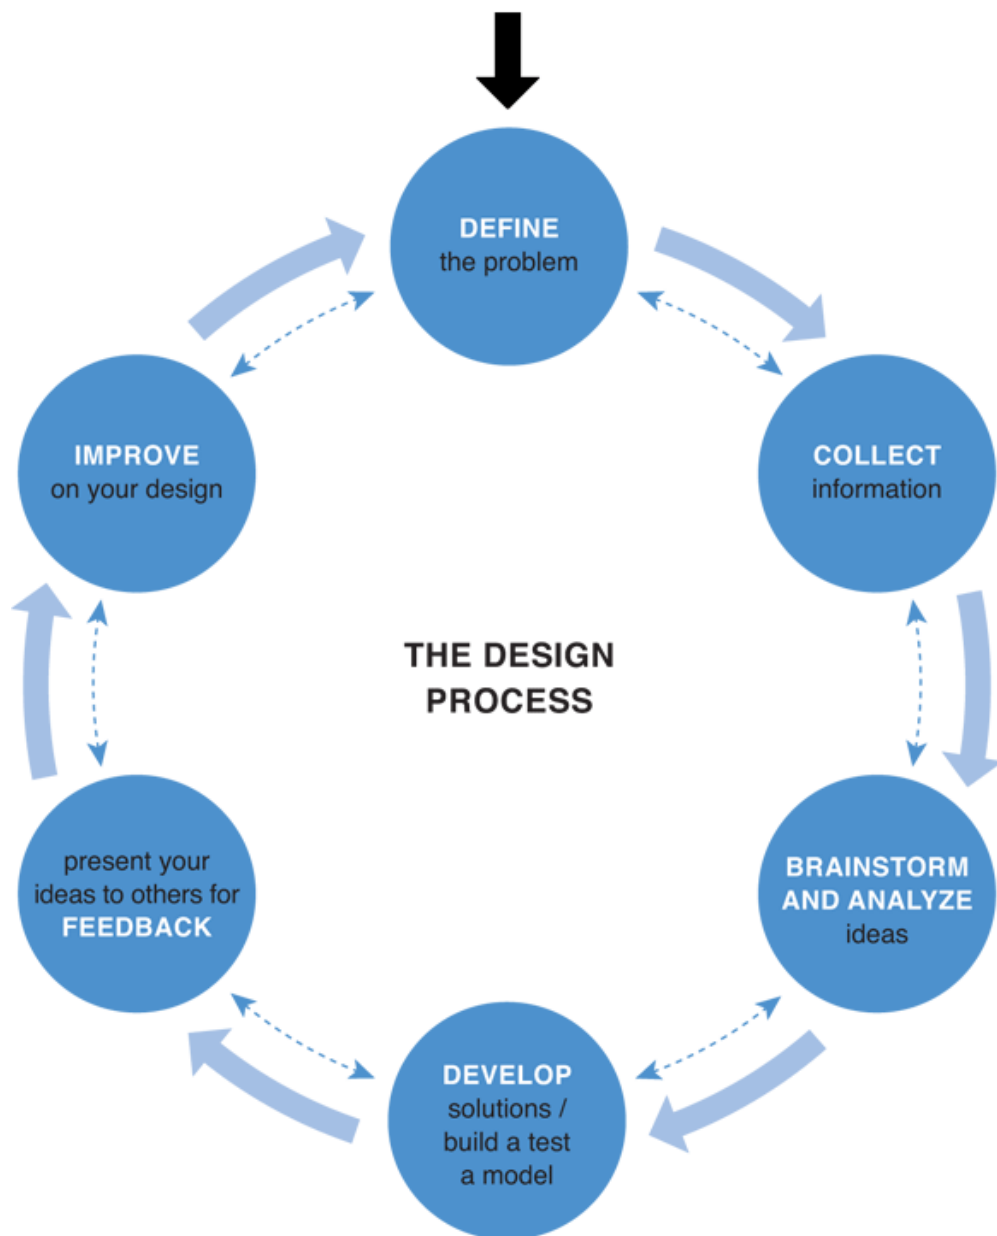 DEFINE
the problem
COLLECT
information
BRAINSTORM
AND ANALYZE
ideas
DEVELOP
solutions /
build a test
a model
present your
ideas to others for
FEEDBACK
IMPROVE
on your design
THE DESIGN
PROCESS